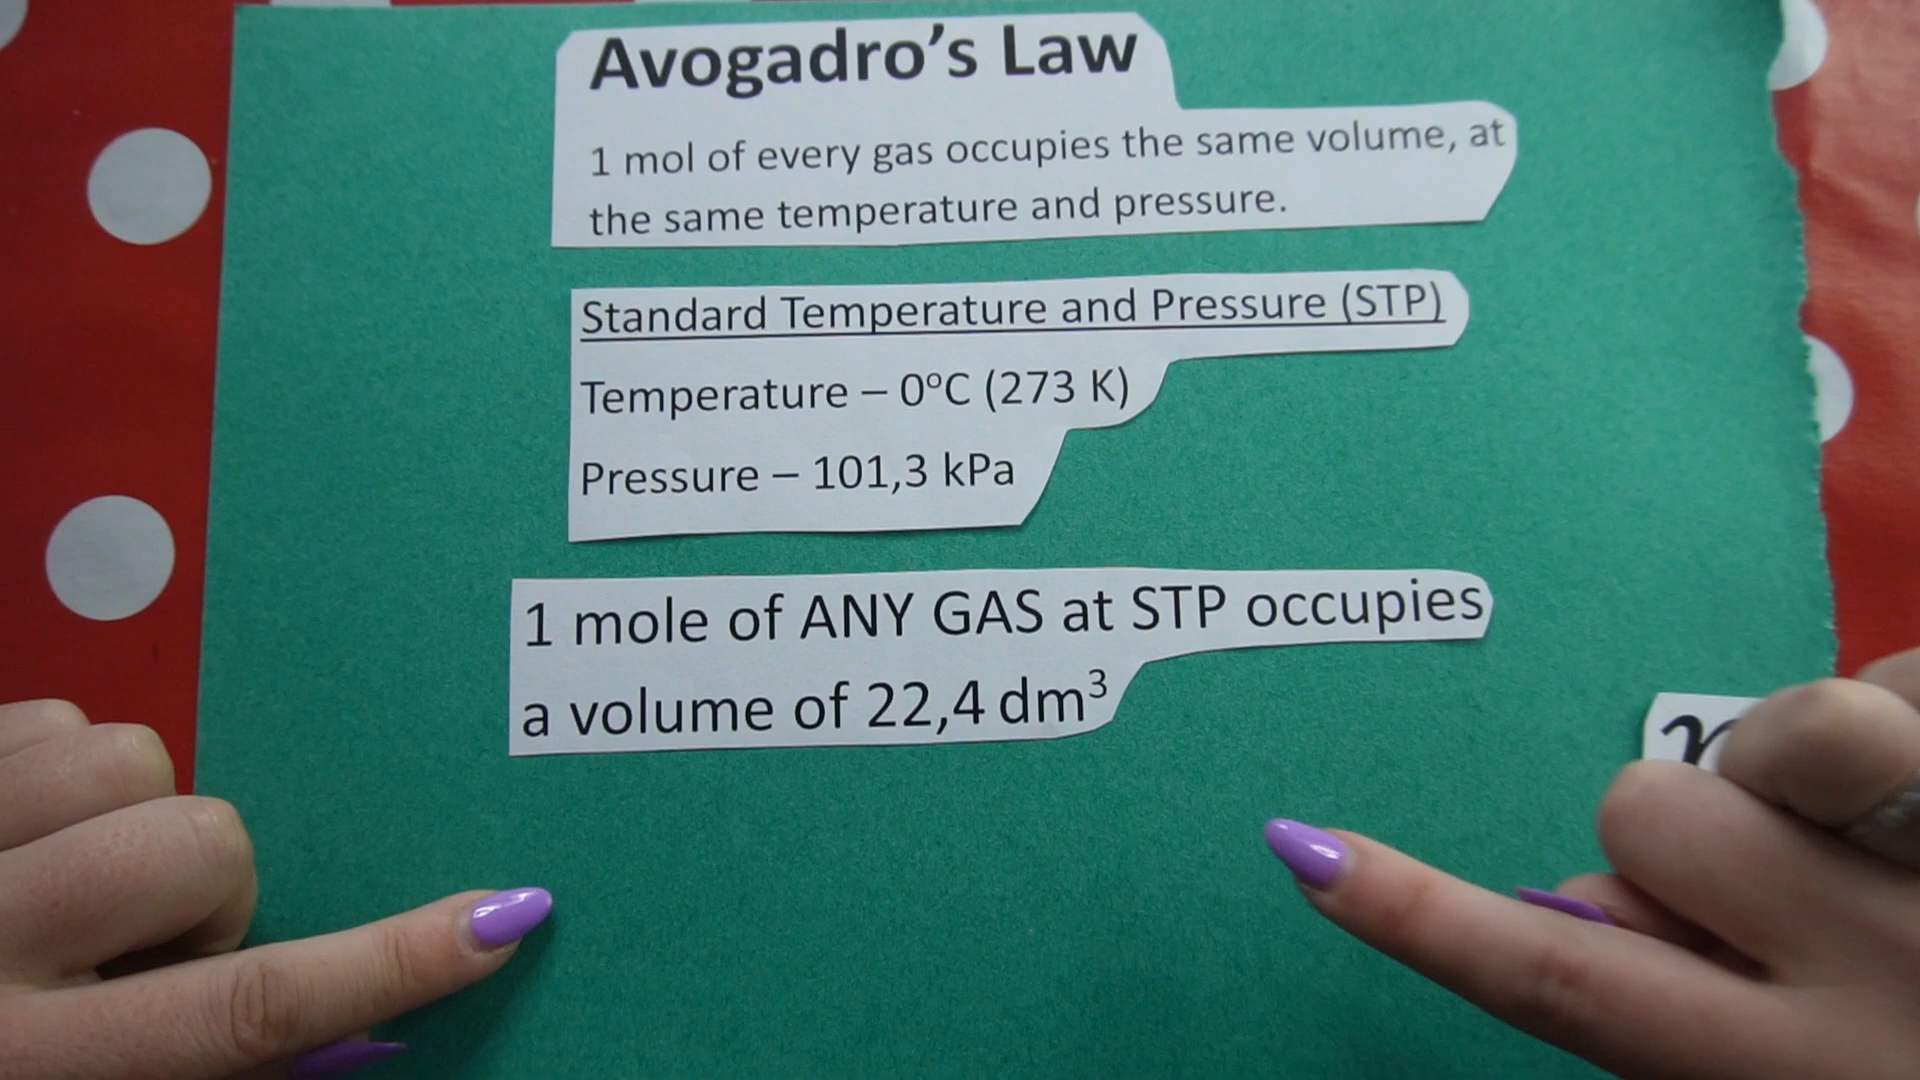 Avogadro’s Law
1 mol of every gas occupies the same volume, at
the same temperature and pressure.
Standard Temperature and Pressure (STP)
Temperature – 0°C (273 K)
Pressure – 101,3 kPa
1 mole of ANY GAS at STP occupies
a volume of 22,4 dm³